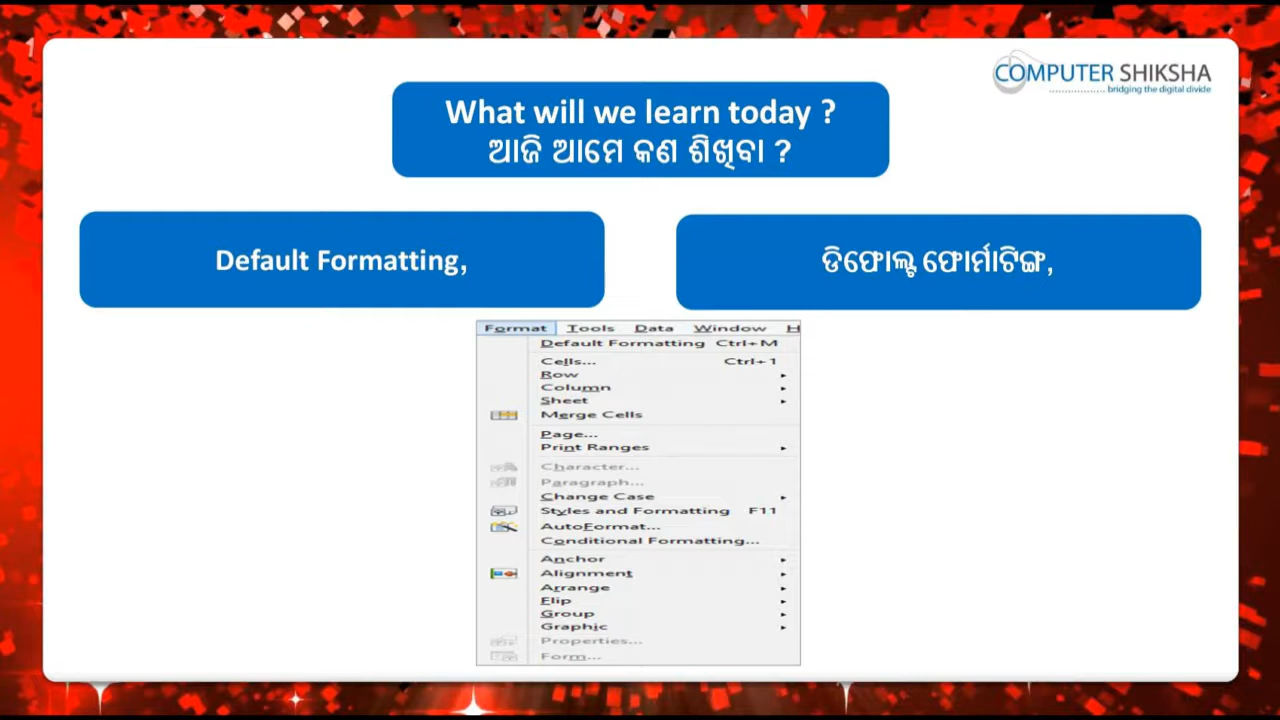 COMPUTER SHIKSHA
bridging the digital divide
What will we learn today ?
ଆଜି ଆମେ କଣ ଶିଖିବା ?
Default Formatting,
ଡିଫୋଲ୍ଟ ଫୋର୍ମାଟିଙ୍ଗ,
Format Tools Data Window H
Default Formatting Ctrl+M
Cells... Ctrl+1
Row
Column
Sheet
Merge Cells
Page...
Print Ranges
Character...
Paragraph...
Change Case
Styles and Formatting F11
AutoFormat...
Conditional Formatting...
Anchor
Alignment
Arrange
Flip
Group
Graphic
Properties...
Form...